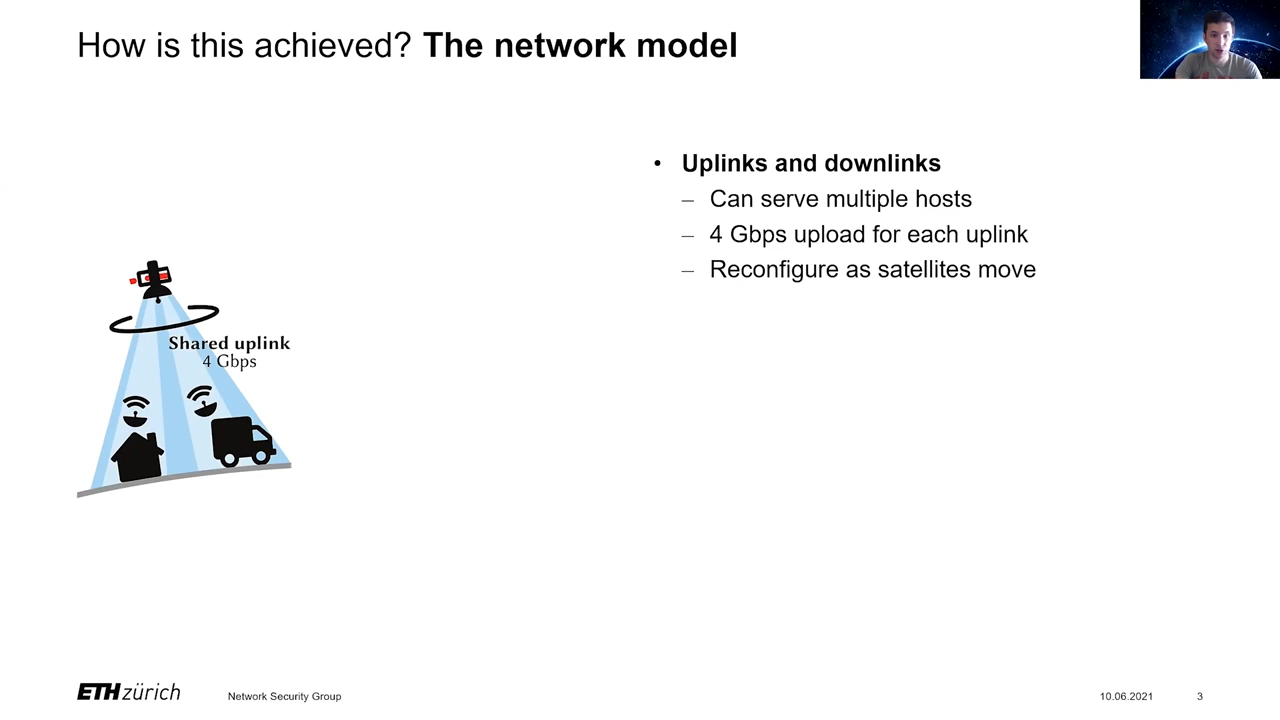 How is this achieved? The network model
• Uplinks and downlinks
– Can serve multiple hosts
– 4 Gbps upload for each uplink
– Reconfigure as satellites move
Shared uplink
4 Gbps
ETH zürich
Network Security Group
10.06.2021
3